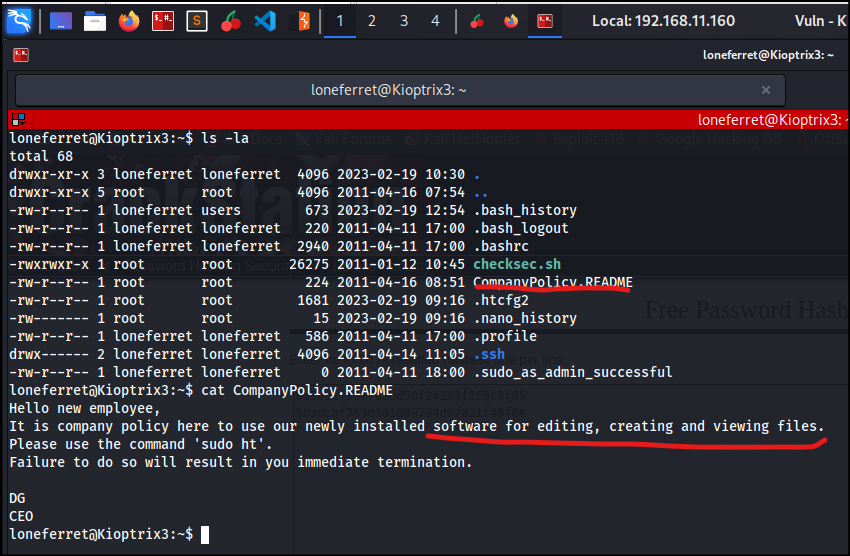 1 2 3 4 Local: 192.168.11.160 Vuln - K
loneferret@Kioptrix3: ~
loneferret@Kioptrix3: ~
loneferret@Kioptrix3: ~
loneferret@Kioptrix3:~$ ls -la
total 68
drwxr-xr-x 3 loneferret loneferret  4096 2023-02-19 10:30 .
drwxr-xr-x 5 root       root        4096 2011-04-16 07:54 ..
-rw-r--r-- 1 loneferret users        673 2023-02-19 12:54 .bash_history
-rw-r--r-- 1 loneferret loneferret   220 2011-04-11 17:00 .bash_logout
-rw-r--r-- 1 loneferret loneferret  2940 2011-04-11 17:00 .bashrc
-rwxrwxr-x 1 root       root       26275 2011-01-12 10:45 checksec.sh
-rw-r--r-- 1 root       root         224 2011-04-16 08:51 CompanyPolicy.README
-rw-r--r-- 1 root       root        1681 2023-02-19 09:16 .htcfg2
-rw------- 1 root       root          15 2023-02-19 09:16 .nano_history
-rw-r--r-- 1 loneferret loneferret   586 2011-04-11 17:00 .profile
drwx------ 2 loneferret loneferret  4096 2011-04-14 11:05 .ssh
-rw-r--r-- 1 loneferret loneferret     0 2011-04-11 18:00 .sudo_as_admin_successful
loneferret@Kioptrix3:~$ cat CompanyPolicy.README
Hello new employee,
It is company policy here to use our newly installed software for editing, creating and viewing files.
Please use the command 'sudo ht'.
Failure to do so will result in you immediate termination.
DG
CEO
loneferret@Kioptrix3:~$
Free Password Hash